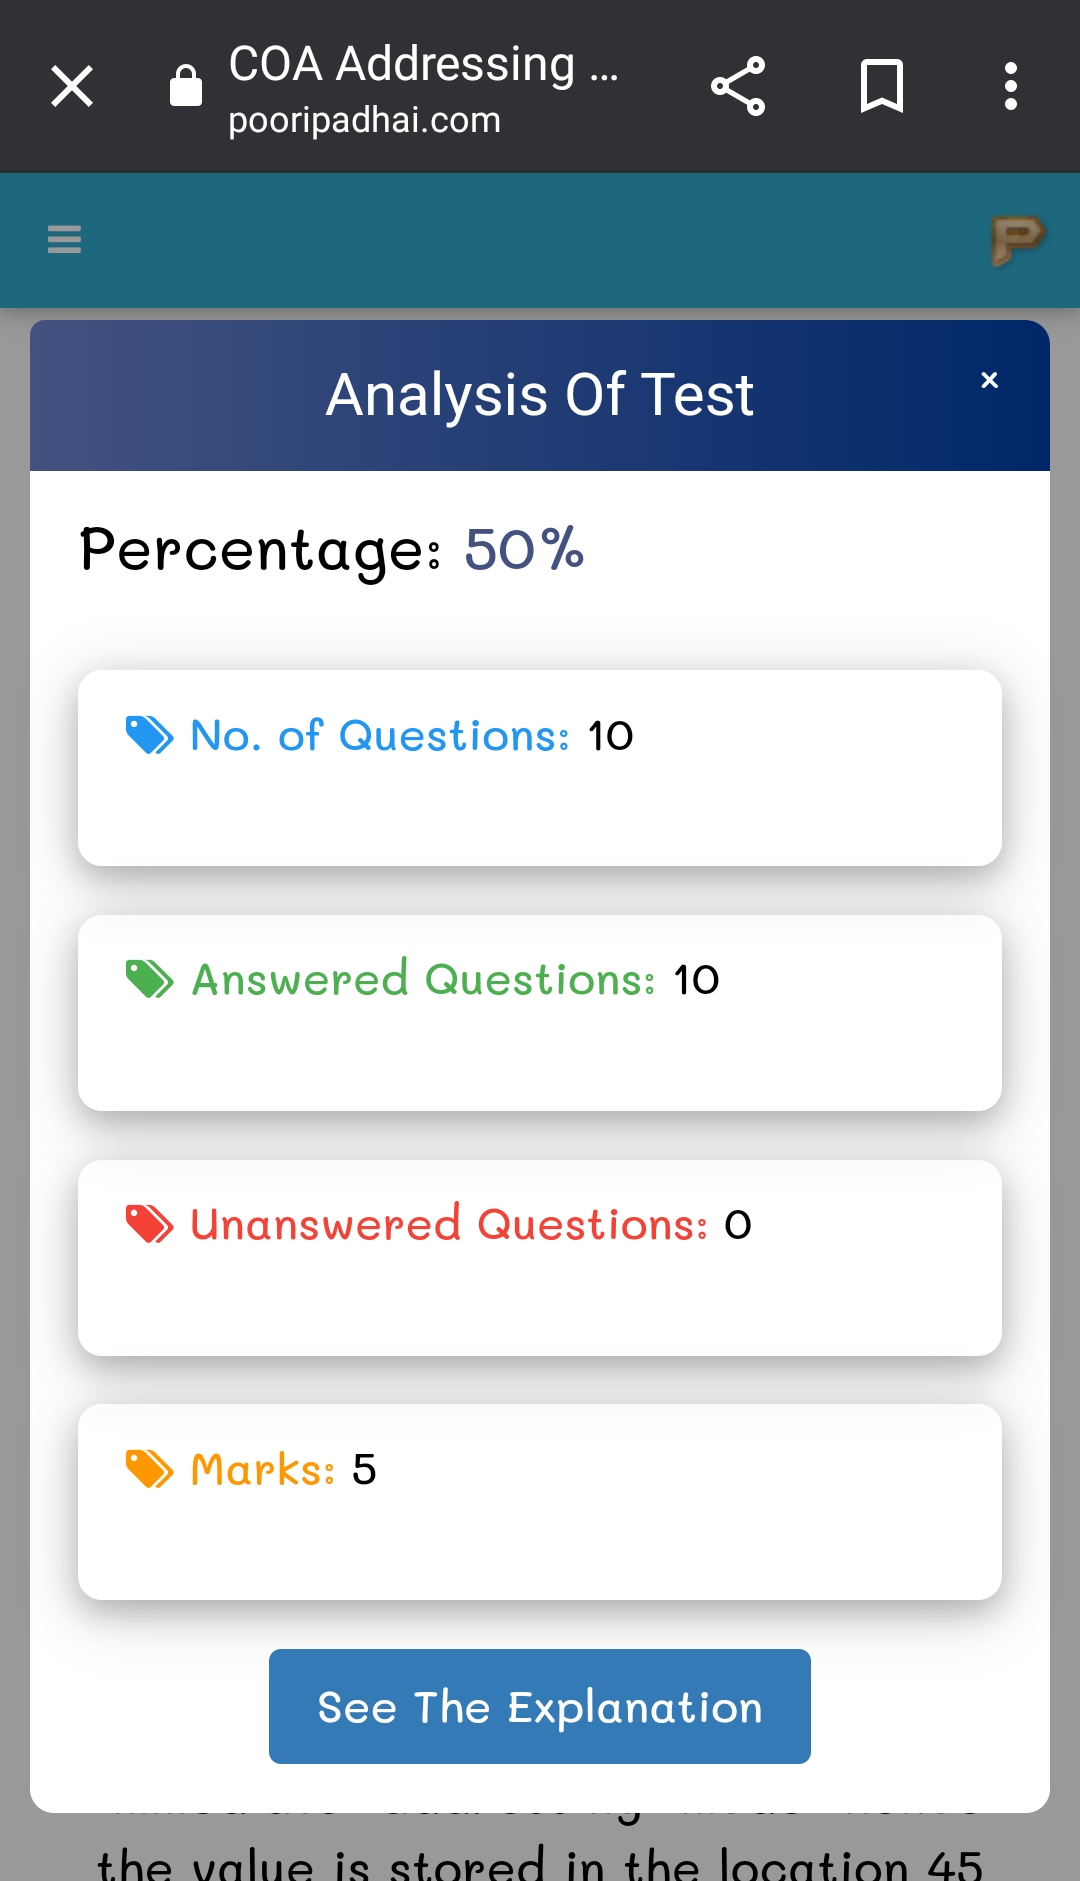 COA Addressing ...
pooripadhai.com
P
Analysis Of Test
×
Percentage: 50%
No. of Questions: 10
Answered Questions: 10
Unanswered Questions: 0
Marks: 5
See The Explanation
the value is stored in the location 45